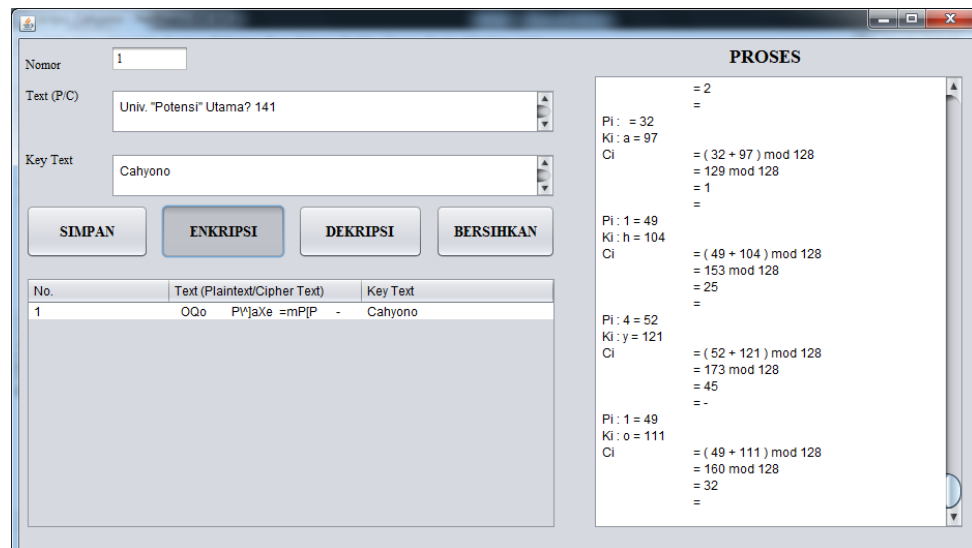 Nomor
1
Text (P/C)
Univ. "Potensi" Utama? 141
Key Text
Cahyono
SIMPAN
ENKRIPSI
DEKRIPSI
BERSIHKAN
No. Text (Plaintext/Cipher Text) Key Text
1 OQo Cahyono
PROSES
= 2
=
Pi : = 32
Ki : a = 97
Ci = ( 32 + 97 ) mod 128
= 129 mod 128
= 1
=
Pi : 1 = 49
Ki : h = 104
Ci = ( 49 + 104 ) mod 128
= 153 mod 128
= 25
=
Pi : 4 = 52
Ki : y = 121
Ci = ( 52 + 121 ) mod 128
= 173 mod 128
= 45
= -
Pi : 1 = 49
Ki : o = 111
Ci = ( 49 + 111 ) mod 128
= 160 mod 128
= 32
=